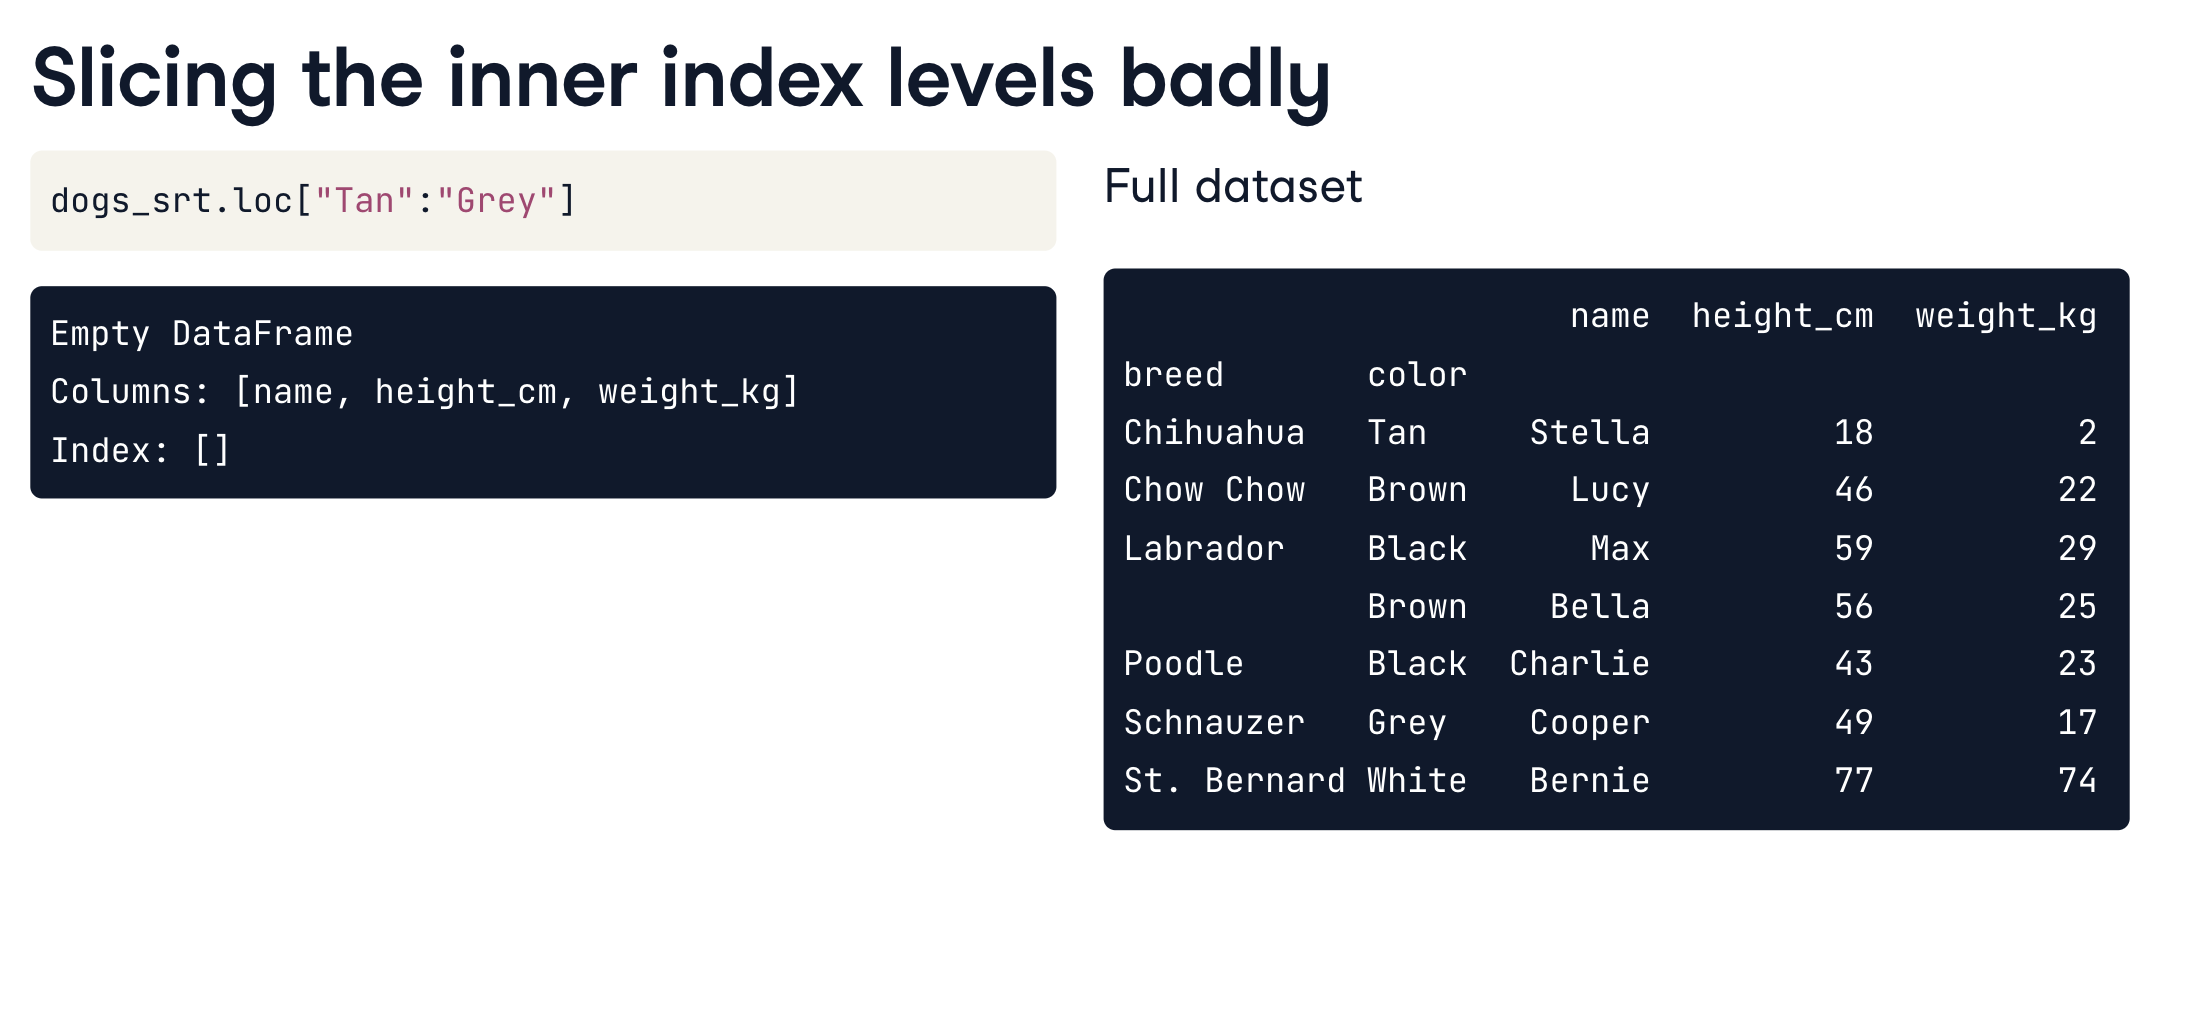 Slicing the inner index levels badly
dogs_srt.loc["Tan":"Grey"]
Empty DataFrame
Columns: [name, height_cm, weight_kg]
Index: []
Full dataset
name height_cm weight_kg
breed color
Chihuahua Tan Stella 18 2
Chow Chow Brown Lucy 46 22
Labrador Black Max 59 29
Brown Bella 56 25
Poodle Black Charlie 43 23
Schnauzer Grey Cooper 49 17
St. Bernard White Bernie 77 74